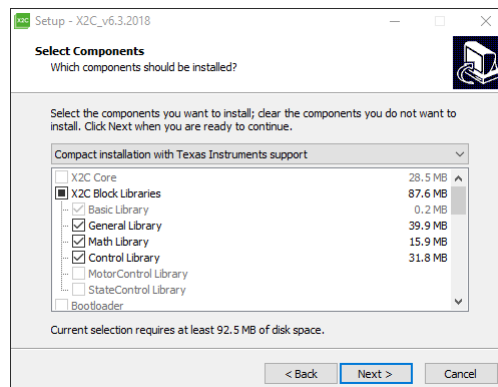 X2C Setup - X2C_v6.3.2018
Select Components
Which components should be installed?
Select the components you want to install; clear the components you do not want to
install. Click Next when you are ready to continue.
Compact installation with Texas Instruments support
X2C Core 28.5 MB
X2C Block Libraries 87.6 MB
Basic Library 0.2 MB
General Library 39.9 MB
Math Library 15.9 MB
Control Library 31.8 MB
MotorControl Library
StateControl Library
Bootloader
Current selection requires at least 92.5 MB of disk space.
< Back Next > Cancel